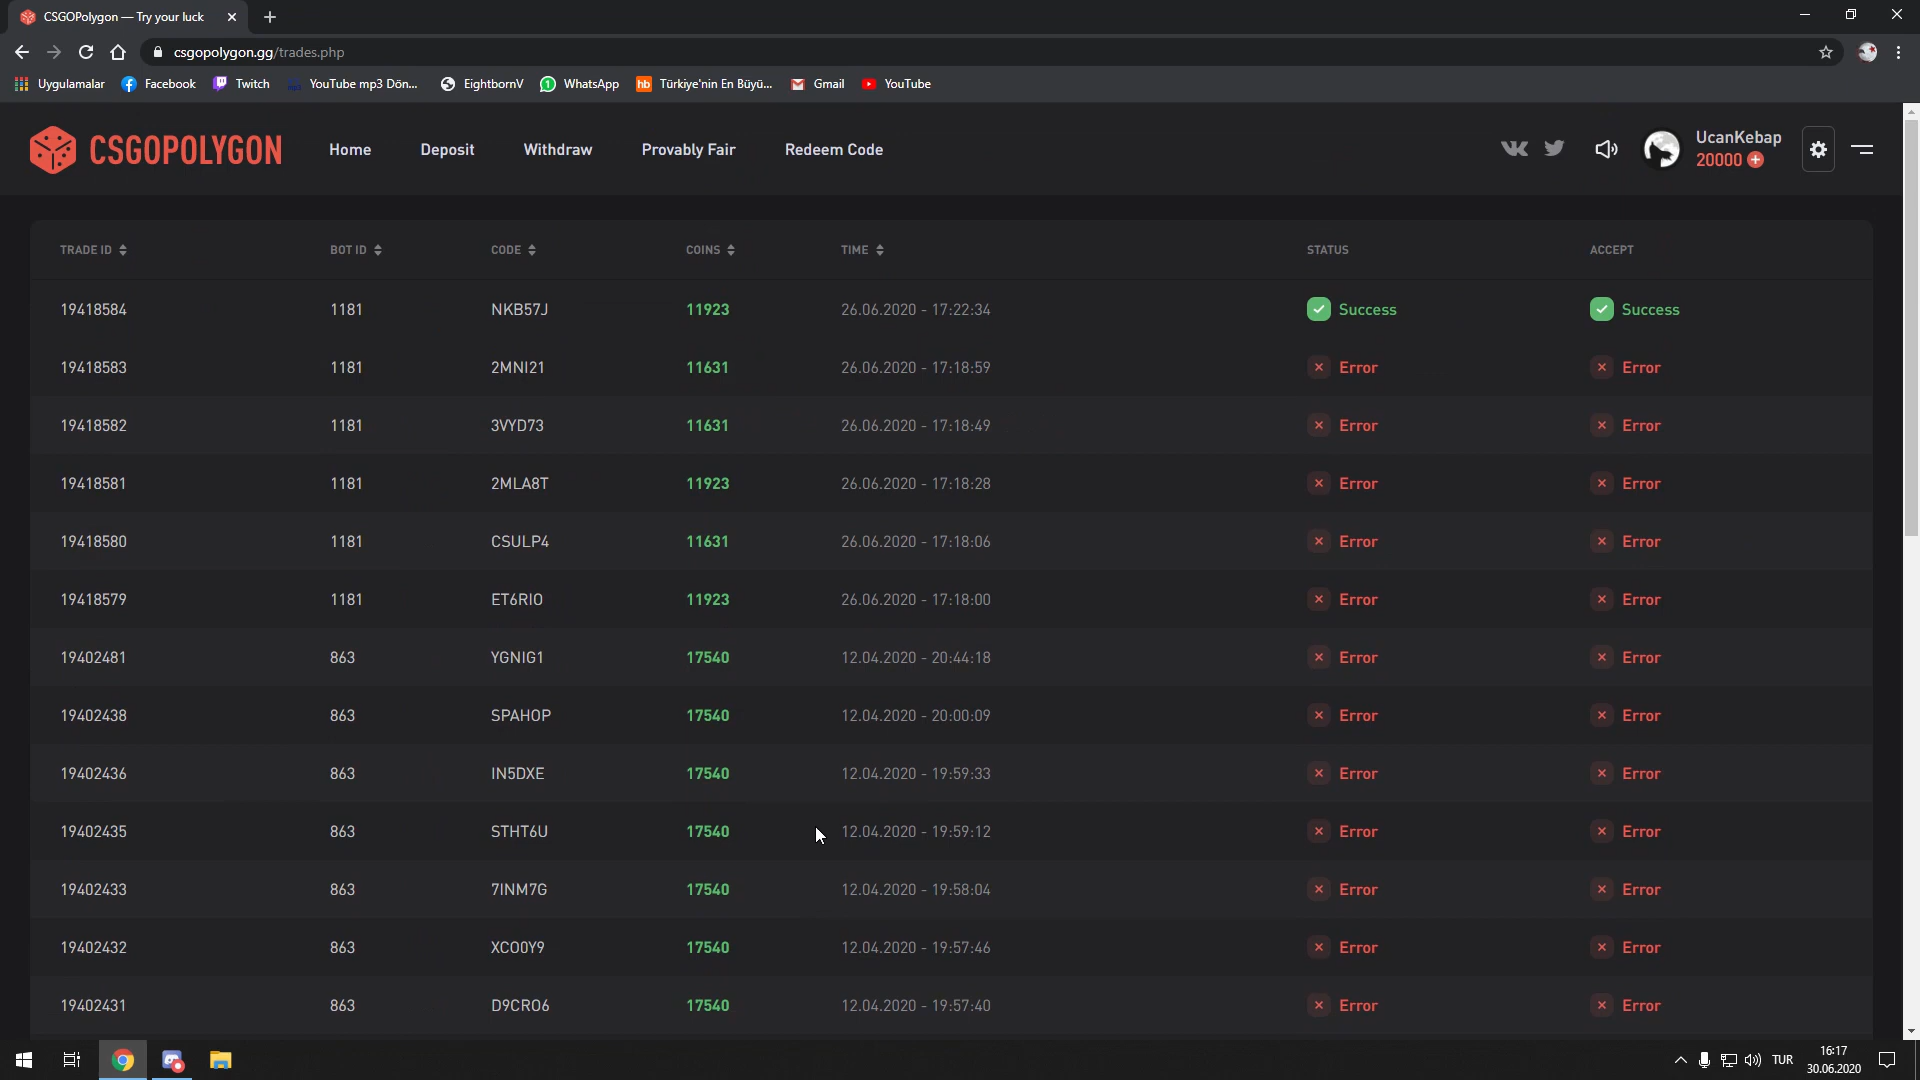 CSGOPolygon — Try your luck
csgopolygon.gg/trades.php
Uygulamalar Facebook Twitch YouTube mp3 Dön... EightbornV WhatsApp hb Türkiye'nin En Büyü... Gmail YouTube
CSGOPOLYGON Home Deposit Withdraw Provably Fair Redeem Code
UcanKebap
20000
TRADE ID BOT ID CODE COINS TIME STATUS ACCEPT
19418584 1181 NKB57J 11923 26.06.2020 - 17:22:34 Success Success
19418583 1181 2MNI21 11631 26.06.2020 - 17:18:59 Error Error
19418582 1181 3VYD73 11631 26.06.2020 - 17:18:49 Error Error
19418581 1181 2MLA8T 11923 26.06.2020 - 17:18:28 Error Error
19418580 1181 CSULP4 11631 26.06.2020 - 17:18:06 Error Error
19418579 1181 ET6RIO 11923 26.06.2020 - 17:18:00 Error Error
19402481 863 YGNIG1 17540 12.04.2020 - 20:44:18 Error Error
19402438 863 SPAHOP 17540 12.04.2020 - 20:00:09 Error Error
19402436 863 IN5DXE 17540 12.04.2020 - 19:59:33 Error Error
19402435 863 STHT6U 17540 12.04.2020 - 19:59:12 Error Error
19402433 863 7INM7G 17540 12.04.2020 - 19:58:04 Error Error
19402432 863 XCO0Y9 17540 12.04.2020 - 19:57:46 Error Error
19402431 863 D9CRO6 17540 12.04.2020 - 19:57:40 Error Error
TUR 16:17
30.06.2020